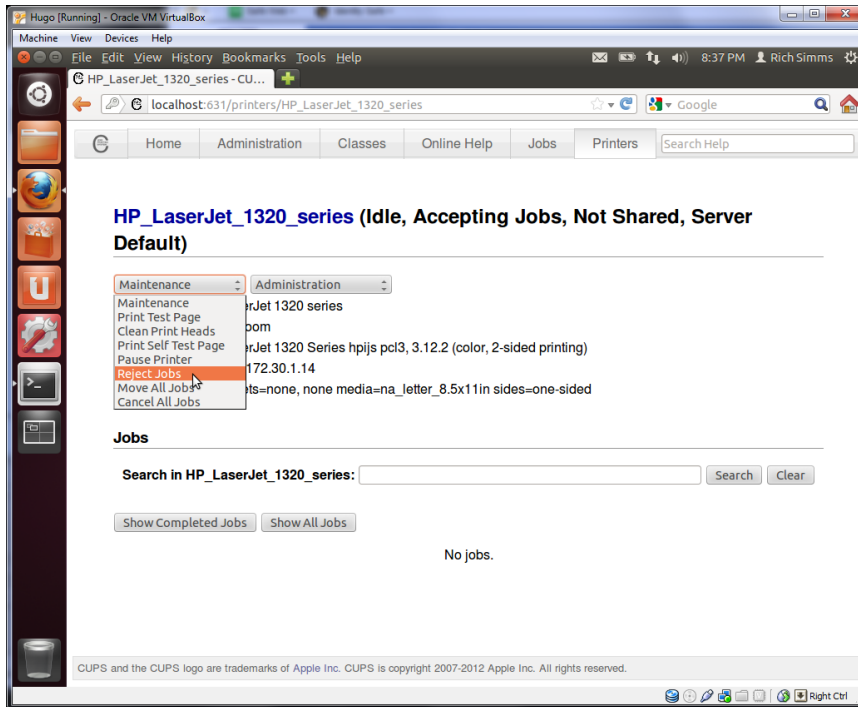 Hugo [Running] - Oracle VM VirtualBox
Machine View Devices Help
File Edit View History Bookmarks Tools Help 8:37 PM Rich Simms
HP_LaserJet_1320_series - CU...
localhost:631/printers/HP_LaserJet_1320_series Google
Home Administration Classes Online Help Jobs Printers Search Help
HP_LaserJet_1320_series (Idle, Accepting Jobs, Not Shared, Server
Default)
Maintenance Administration
Maintenance erJet 1320 series
Print Test Page oom
Clean Print Heads
Print Self Test Page erJet 1320 Series hpijs pcl3, 3.12.2 (color, 2-sided printing)
Pause Printer 172.30.1.14
Reject Jobs
Move All Jobs ets=none, none media=na_letter_8.5x11in sides=one-sided
Cancel All Jobs
Jobs
Search in HP_LaserJet_1320_series: Search Clear
Show Completed Jobs Show All Jobs
No jobs.
CUPS and the CUPS logo are trademarks of Apple Inc. CUPS is copyright 2007-2012 Apple Inc. All rights reserved.
Right Ctrl